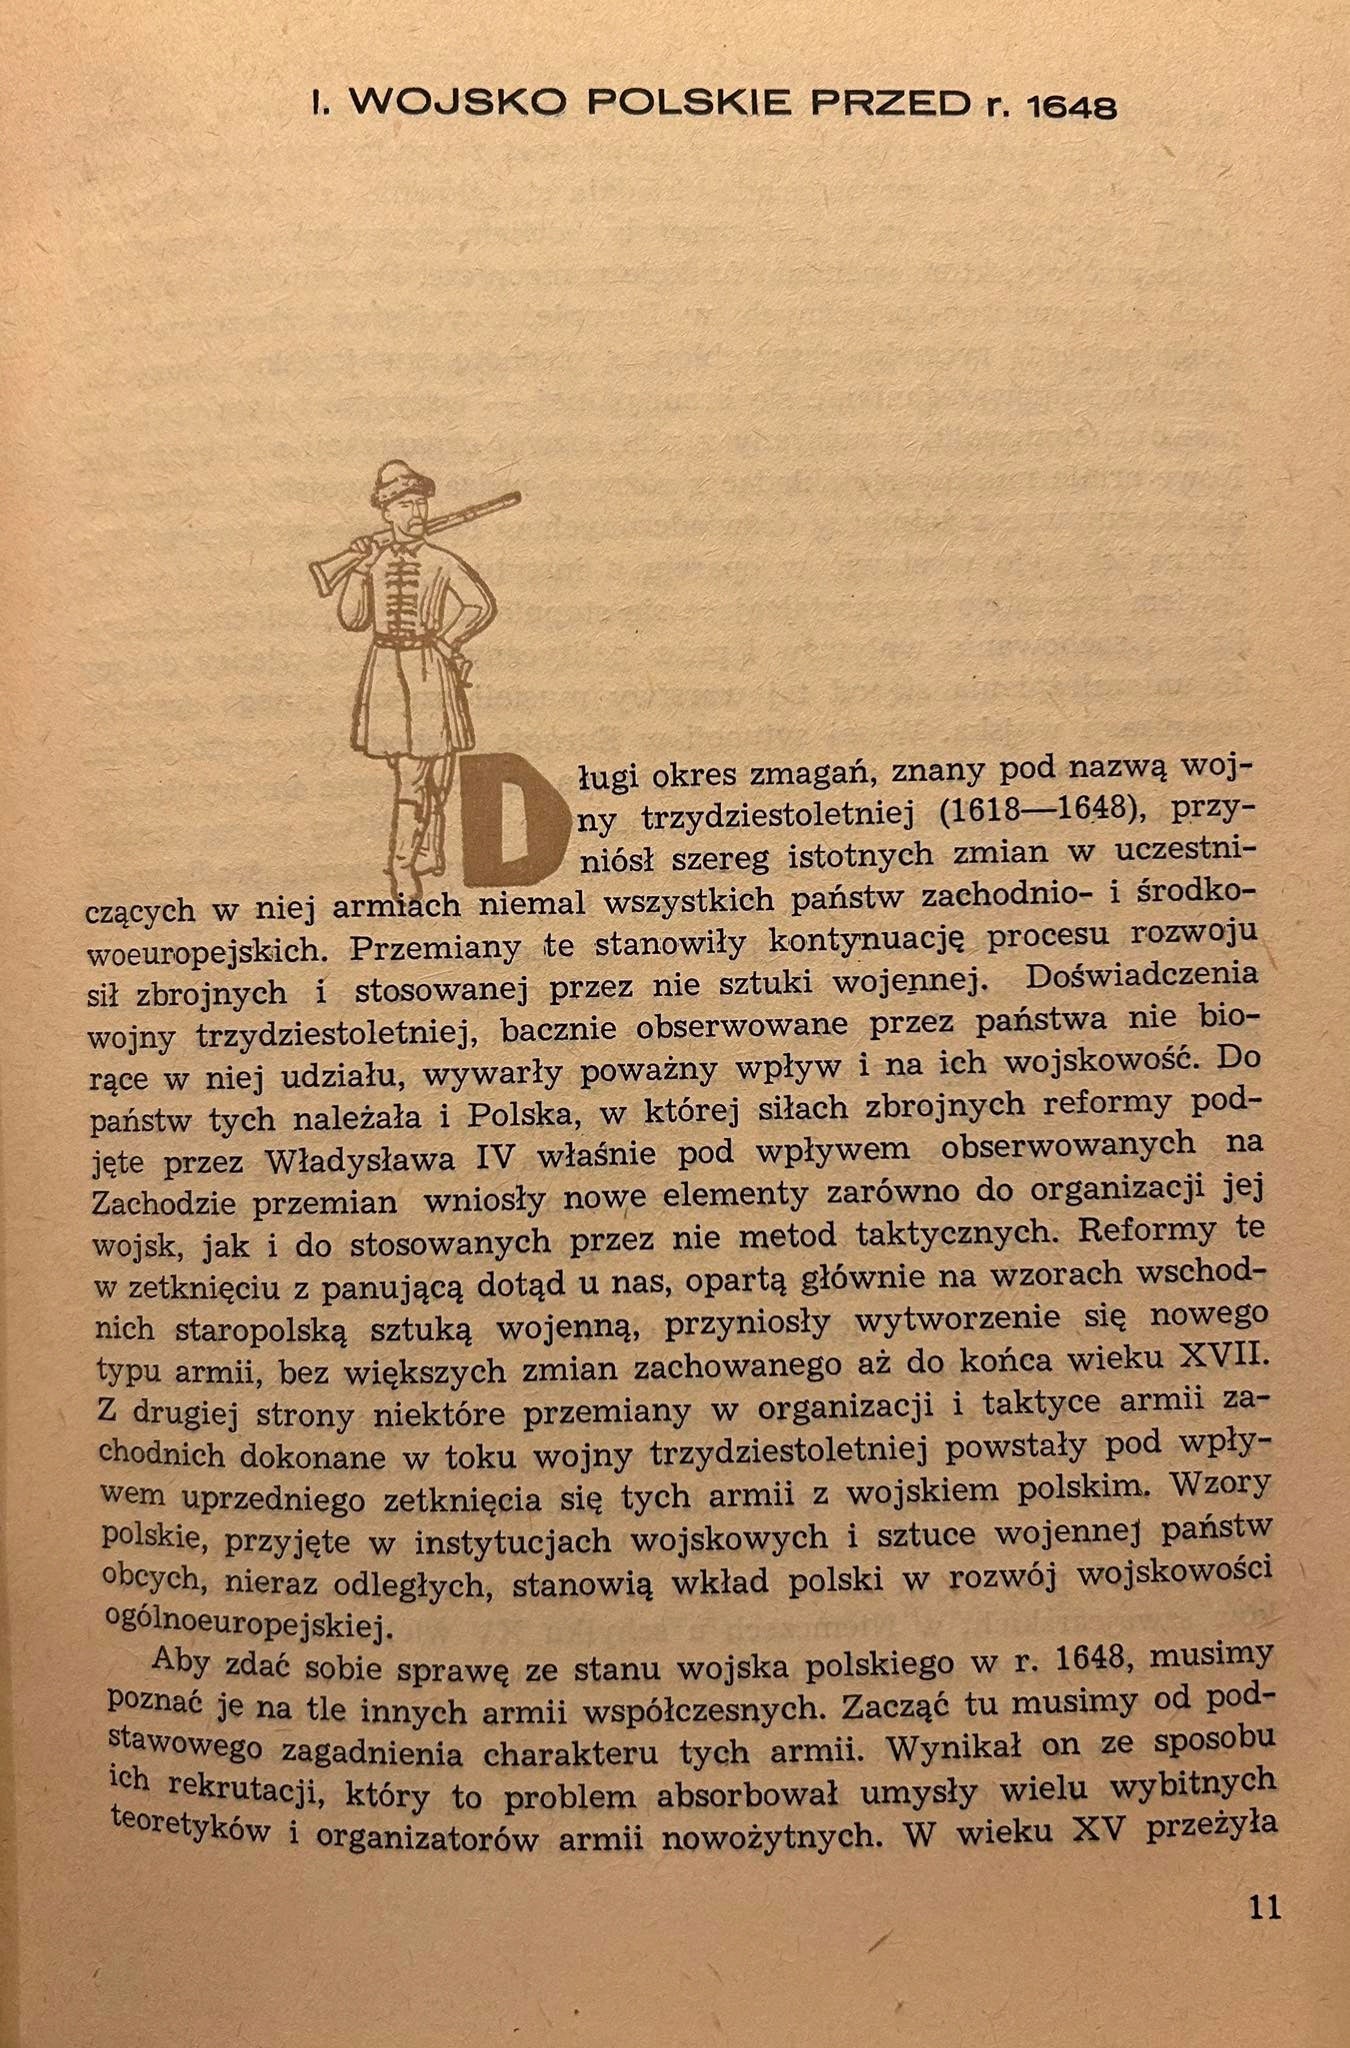 I. WOJSKO POLSKIE PRZED r. 1648
Długi okres zmagań, znany pod nazwą woj-
ny trzydziestoletniej (1618—1648), przy-
niósł szereg istotnych zmian w uczestni-
czących w niej armiach niemal wszystkich państw zachodnio- i środko-
woeuropejskich. Przemiany te stanowiły kontynuację procesu rozwoju
sił zbrojnych i stosowanej przez nie sztuki wojennej. Doświadczenia
wojny trzydziestoletniej, bacznie obserwowane przez państwa nie bio-
rące w niej udziału, wywarły poważny wpływ i na ich wojskowość. Do
państw tych należała i Polska, w której siłach zbrojnych reformy pod-
jęte przez Władysława IV właśnie pod wpływem obserwowanych na
Zachodzie przemian wniosły nowe elementy zarówno do organizacji jej
wojsk, jak i do stosowanych przez nie metod taktycznych. Reformy te
w zetknięciu z panującą dotąd u nas, opartą głównie na wzorach wschod-
nich staropolską sztuką wojenną, przyniosły wytworzenie się nowego
typu armii, bez większych zmian zachowanego aż do końca wieku XVII.
Z drugiej strony niektóre przemiany w organizacji i taktyce armii za-
chodnich dokonane w toku wojny trzydziestoletniej powstały pod wpły-
wem uprzedniego zetknięcia się tych armii z wojskiem polskim. Wzory
polskie, przyjęte w instytucjach wojskowych i sztuce wojennej państw
obcych, nieraz odległych, stanowią wkład polski w rozwój wojskowości
ogólnoeuropejskiej.
Aby zdać sobie sprawę ze stanu wojska polskiego w r. 1648, musimy
poznać je na tle innych armii współczesnych. Zacząć tu musimy od pod-
stawowego zagadnienia charakteru tych armii. Wynikał on ze sposobu
ich rekrutacji, który to problem absorbował umysły wielu wybitnych
teoretyków i organizatorów armii nowożytnych. W wieku XV przeżyła
11